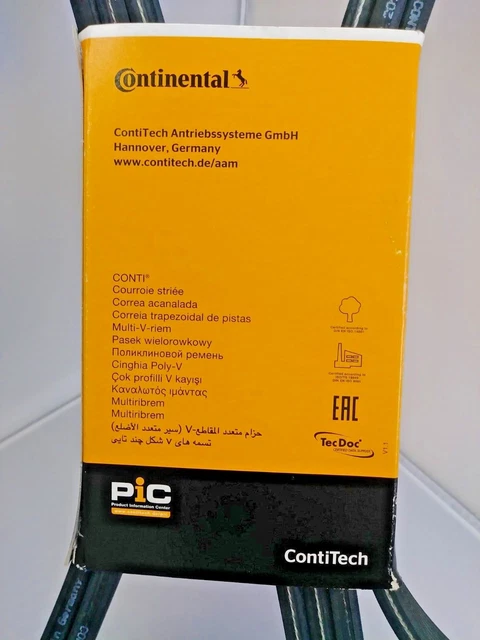 Continental
ContiTech Antriebssysteme GmbH
Hannover, Germany
www.contitech.de/aam
CONTI®
Courroie striée
Correa acanalada
Correia trapezoidal de pistas
Multi-V-riem
Pasek wielorowkowy
Поликлиновой ремень
Cinghia Poly-V
Çok profilli V kayışı
Καναλωτός ιμάντας
Multiribrem
Multiribrem
حزام متعدد المقاطع-V (سير متعدد الأضلع)
تسمه های v شکل چند تایی
EAC
TecDoc
V1.1
PiC
Product Information Center
ContiTech